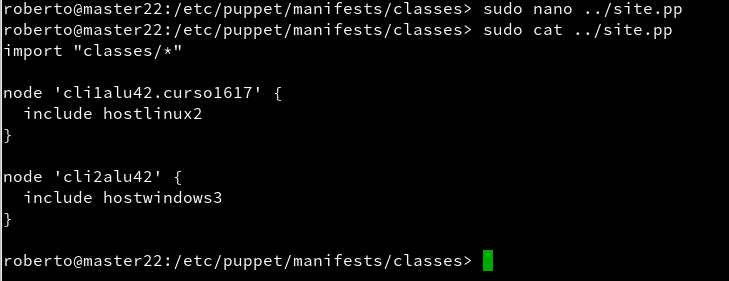 roberto@master22:/etc/puppet/manifests/classes> sudo nano ../site.pp
roberto@master22:/etc/puppet/manifests/classes> sudo cat ../site.pp
import "classes/*"
node 'cli1alu42.curso1617' {
  include hostlinux2
}
node 'cli2alu42' {
  include hostwindows3
}
roberto@master22:/etc/puppet/manifests/classes>